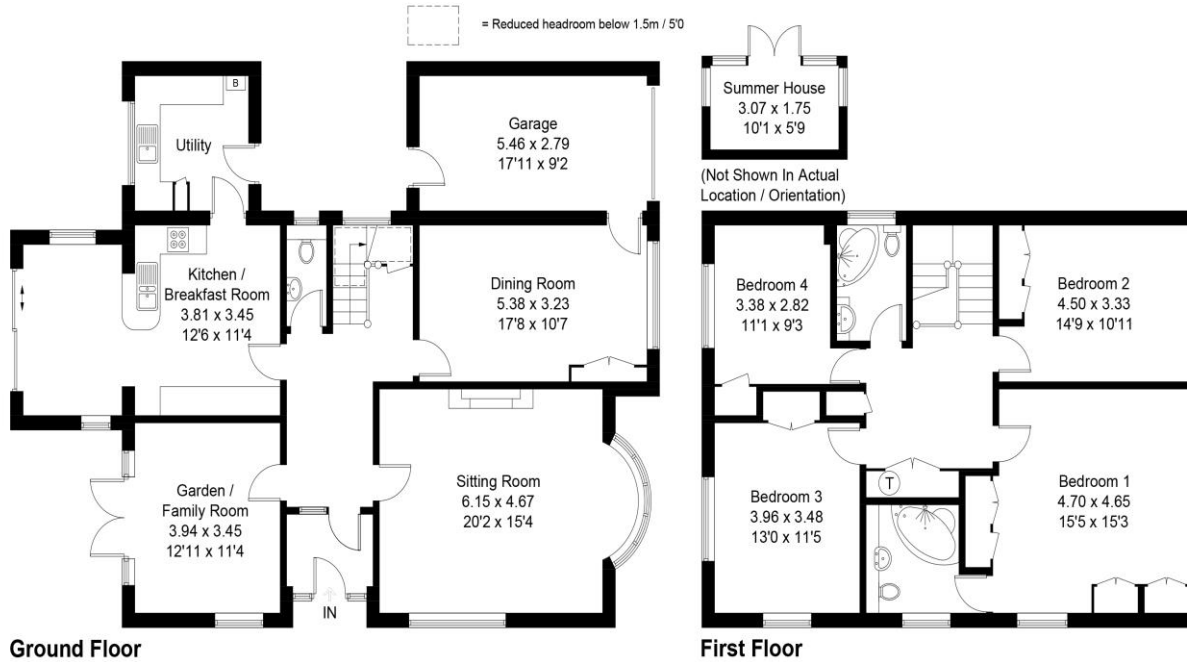 = Reduced headroom below 1.5m / 5'0
B
Utility
Garage
5.46 x 2.79
17'11 x 9'2
Kitchen /
Breakfast Room
3.81 x 3.45
12'6 x 11'4
Dining Room
5.38 x 3.23
17'8 x 10'7
Garden /
Family Room
3.94 x 3.45
12'11 x 11'4
Sitting Room
6.15 x 4.67
20'2 x 15'4
IN
Ground Floor
Summer House
3.07 x 1.75
10'1 x 5'9
(Not Shown In Actual
Location / Orientation)
Bedroom 4
3.38 x 2.82
11'1 x 9'3
Bedroom 2
4.50 x 3.33
14'9 x 10'11
Bedroom 3
3.96 x 3.48
13'0 x 11'5
T
Bedroom 1
4.70 x 4.65
15'5 x 15'3
First Floor